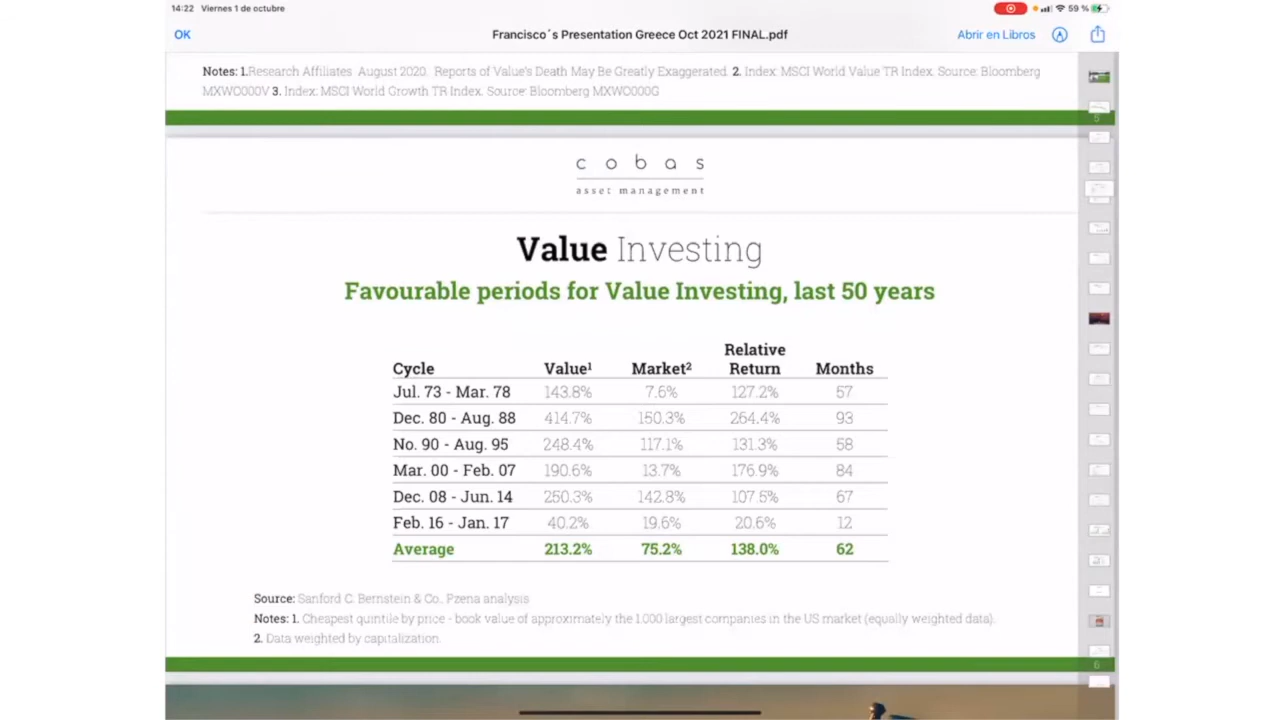 14:22 Viernes 1 de octubre
59 %
OK
Francisco´s Presentation Greece Oct 2021 FINAL.pdf
Abrir en Libros
Notes: 1.Research Affiliates August 2020. Reports of Value's Death May Be Greatly Exaggerated. 2. Index: MSCI World Value TR Index. Source: Bloomberg
MXWO000V 3. Index: MSCI World Growth TR Index. Source: Bloomberg MXWO000G
5
cobas
asset management
Value Investing
Favourable periods for Value Investing, last 50 years
Relative
Cycle Value¹ Market² Return Months
Jul. 73 - Mar. 78 143.8% 7.6% 127.2% 57
Dec. 80 - Aug. 88 414.7% 150.3% 264.4% 93
No. 90 - Aug. 95 248.4% 117.1% 131.3% 58
Mar. 00 - Feb. 07 190.6% 13.7% 176.9% 84
Dec. 08 - Jun. 14 250.3% 142.8% 107.5% 67
Feb. 16 - Jan. 17 40.2% 19.6% 20.6% 12
Average 213.2% 75.2% 138.0% 62
Source: Sanford C. Bernstein & Co., Pzena analysis
Notes: 1. Cheapest quintile by price - book value of approximately the 1.000 largest companies in the US market (equally weighted data).
2. Data weighted by capitalization.
6